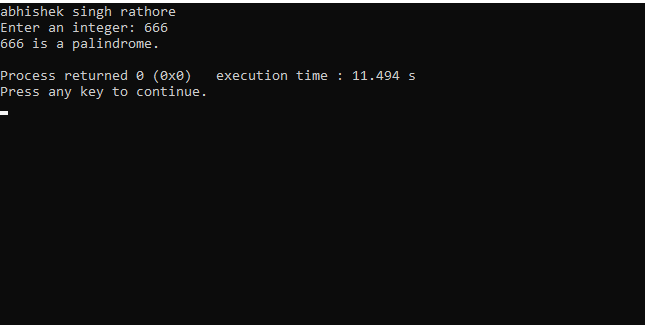 abhishek singh rathore
Enter an integer: 666
666 is a palindrome.
Process returned 0 (0x0)   execution time : 11.494 s
Press any key to continue.